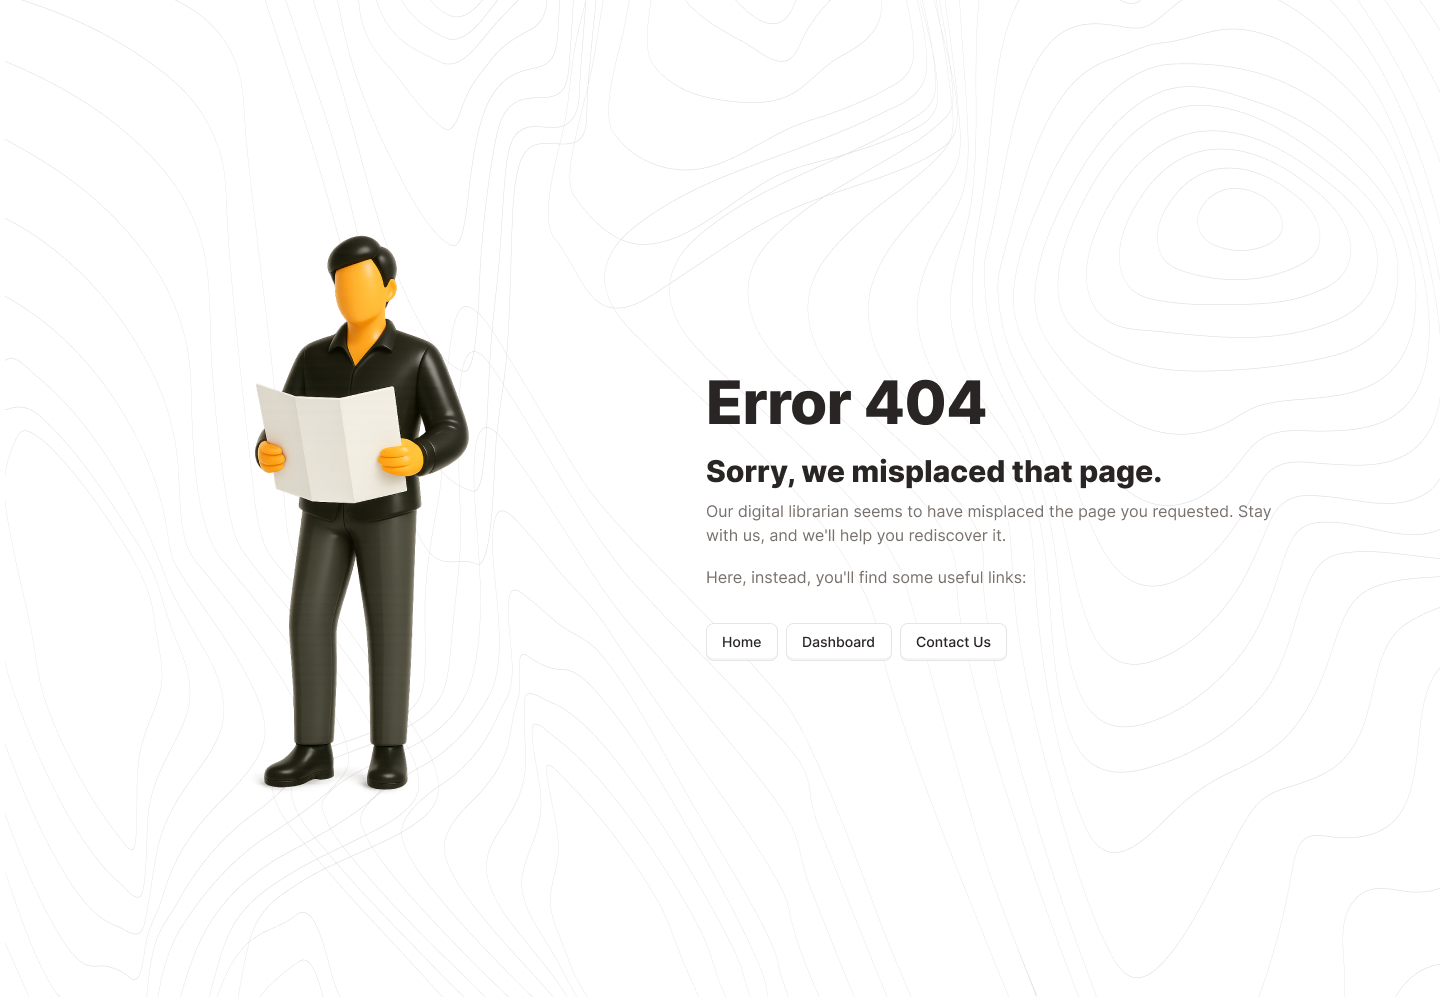 Error 404
Sorry, we misplaced that page.
Our digital librarian seems to have misplaced the page you requested. Stay
with us, and we'll help you rediscover it.
Here, instead, you'll find some useful links:
Home
Dashboard
Contact Us